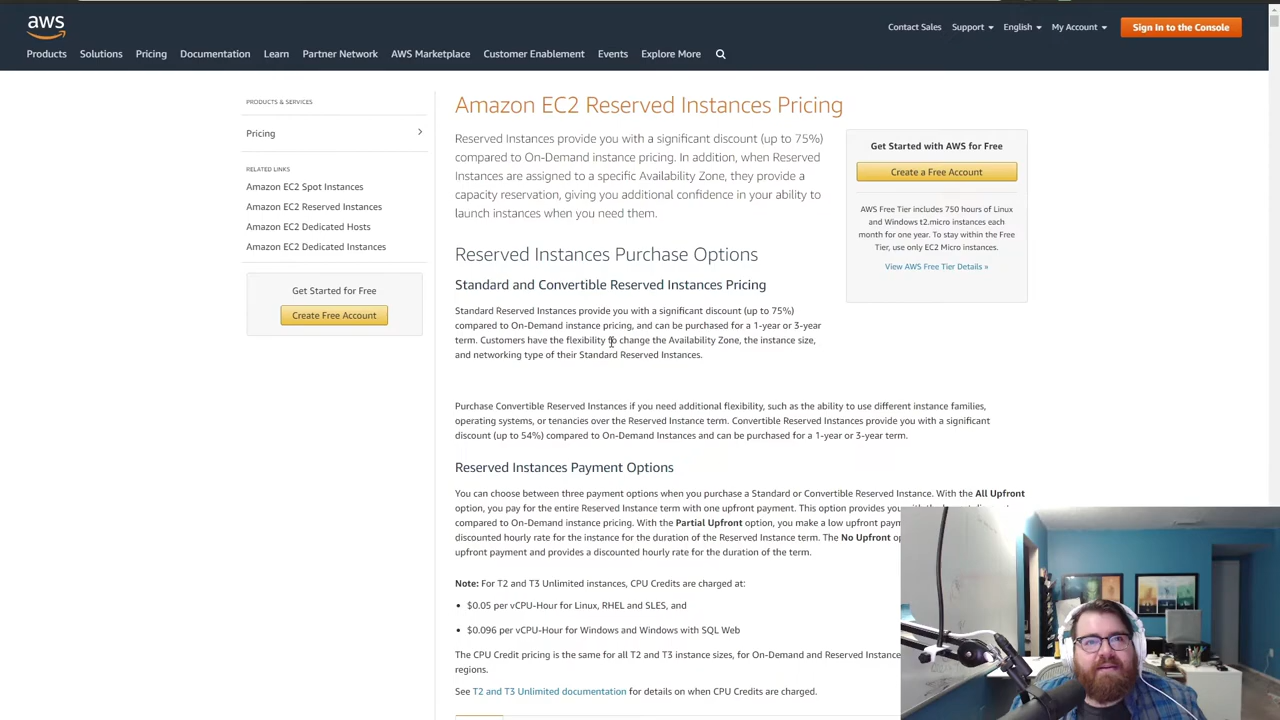 aws
Contact Sales Support English My Account Sign In to the Console
Products Solutions Pricing Documentation Learn Partner Network AWS Marketplace Customer Enablement Events Explore More
PRODUCTS & SERVICES
Pricing
RELATED LINKS
Amazon EC2 Spot Instances
Amazon EC2 Reserved Instances
Amazon EC2 Dedicated Hosts
Amazon EC2 Dedicated Instances
Get Started for Free
Create Free Account
Amazon EC2 Reserved Instances Pricing
Reserved Instances provide you with a significant discount (up to 75%)
compared to On-Demand instance pricing. In addition, when Reserved
Instances are assigned to a specific Availability Zone, they provide a
capacity reservation, giving you additional confidence in your ability to
launch instances when you need them.
Get Started with AWS for Free
Create a Free Account
AWS Free Tier includes 750 hours of Linux
and Windows t2.micro instances each
month for one year. To stay within the Free
Tier, use only EC2 Micro instances.
View AWS Free Tier Details »
Reserved Instances Purchase Options
Standard and Convertible Reserved Instances Pricing
Standard Reserved Instances provide you with a significant discount (up to 75%)
compared to On-Demand instance pricing, and can be purchased for a 1-year or 3-year
term. Customers have the flexibility to change the Availability Zone, the instance size,
and networking type of their Standard Reserved Instances.
Purchase Convertible Reserved Instances if you need additional flexibility, such as the ability to use different instance families,
operating systems, or tenancies over the Reserved Instance term. Convertible Reserved Instances provide you with a significant
discount (up to 54%) compared to On-Demand Instances and can be purchased for a 1-year or 3-year term.
Reserved Instances Payment Options
You can choose between three payment options when you purchase a Standard or Convertible Reserved Instance. With the All Upfront
option, you pay for the entire Reserved Instance term with one upfront payment. This option provides you
compared to On-Demand instance pricing. With the Partial Upfront option, you make a low upfront
discounted hourly rate for the instance for the duration of the Reserved Instance term. The No Upfront
upfront payment and provides a discounted hourly rate for the duration of the term.
Note: For T2 and T3 Unlimited instances, CPU Credits are charged at:
• $0.05 per vCPU-Hour for Linux, RHEL and SLES, and
• $0.096 per vCPU-Hour for Windows and Windows with SQL Web
The CPU Credit pricing is the same for all T2 and T3 instance sizes, for On-Demand and Reserved Instance
regions.
See T2 and T3 Unlimited documentation for details on when CPU Credits are charged.